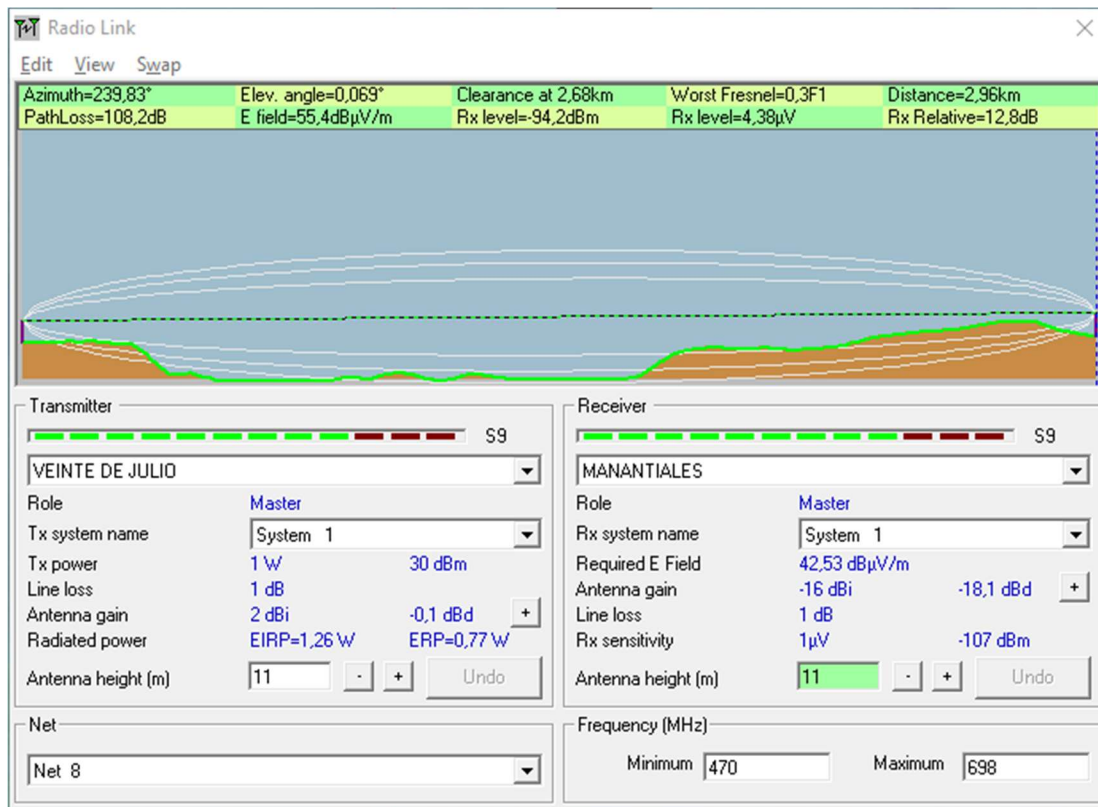 Radio Link
Edit View Swap
Azimuth=239,83° Elev. angle=0,069° Clearance at 2,68km Worst Fresnel=0,3F1 Distance=2,96km
PathLoss=108,2dB E field=55,4dBµV/m Rx level=-94,2dBm Rx level=4,38µV Rx Relative=12,8dB
Transmitter
S9
VEINTE DE JULIO
Role Master
Tx system name System 1
Tx power 1 W 30 dBm
Line loss 1 dB
Antenna gain 2 dBi -0,1 dBd +
Radiated power EIRP=1,26 W ERP=0,77 W
Antenna height (m) 11 - + Undo
Net
Net 8
Receiver
S9
MANANTIALES
Role Master
Rx system name System 1
Required E Field 42,53 dBµV/m
Antenna gain -16 dBi -18,1 dBd +
Line loss 1 dB
Rx sensitivity 1µV -107 dBm
Antenna height (m) 11 - + Undo
Frequency (MHz)
Minimum 470 Maximum 698